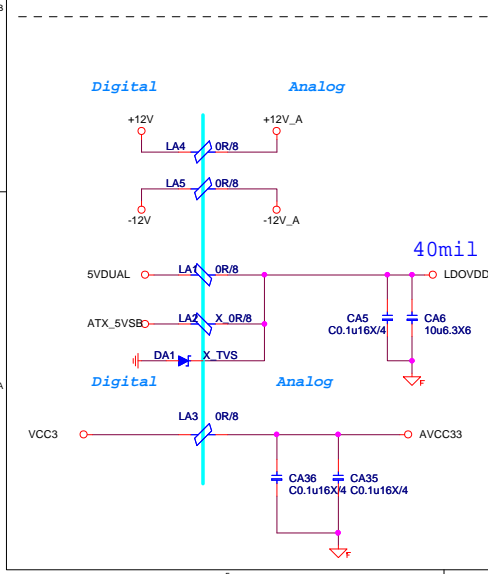 B
Digital Analog
+12V +12V_A
LA4 0R/8
LA5 0R/8
-12V -12V_A
40mil
5VDUAL LA1 0R/8 LDOVDD
ATX_5VSB LA2 X_0R/8 CA5 CA6
C0.1u16X/4 10u6.3X6
DA1 X_TVS
F
A
Digital Analog
LA3 0R/8
VCC3 AVCC33
CA36 CA35
C0.1u16X/4 C0.1u16X/4
F